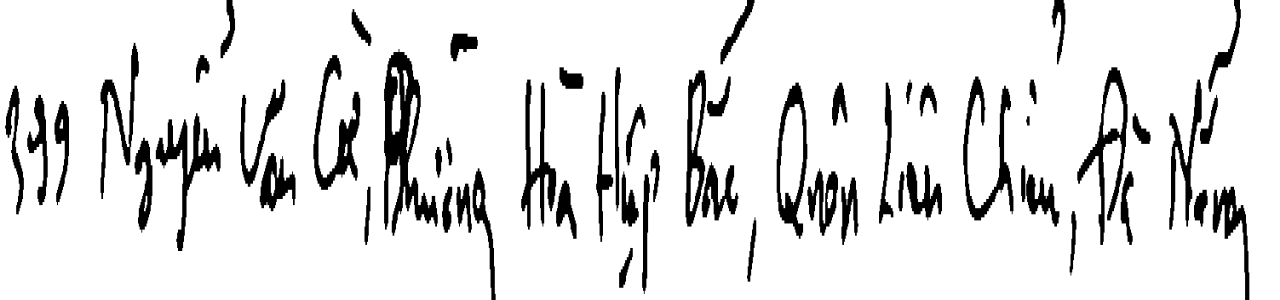 399 Nguyễn Văn Cừ, Phường Hòa Hiệp Bắc, Quận Liên Chiểu, Đà Nẵng